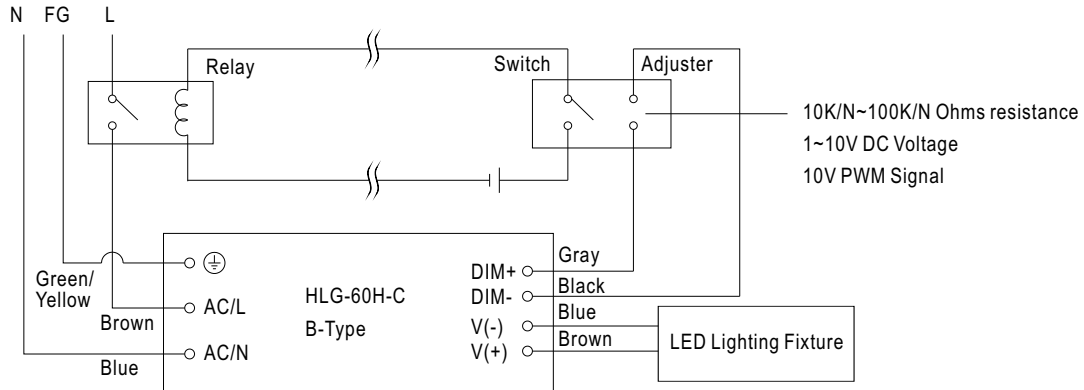 N FG L
Relay
Switch
Adjuster
10K/N~100K/N Ohms resistance
1~10V DC Voltage
10V PWM Signal
Green/
Yellow
Brown
Blue
AC/L
AC/N
HLG-60H-C
B-Type
DIM+
DIM-
V(-)
V(+)
Gray
Black
Blue
Brown
LED Lighting Fixture